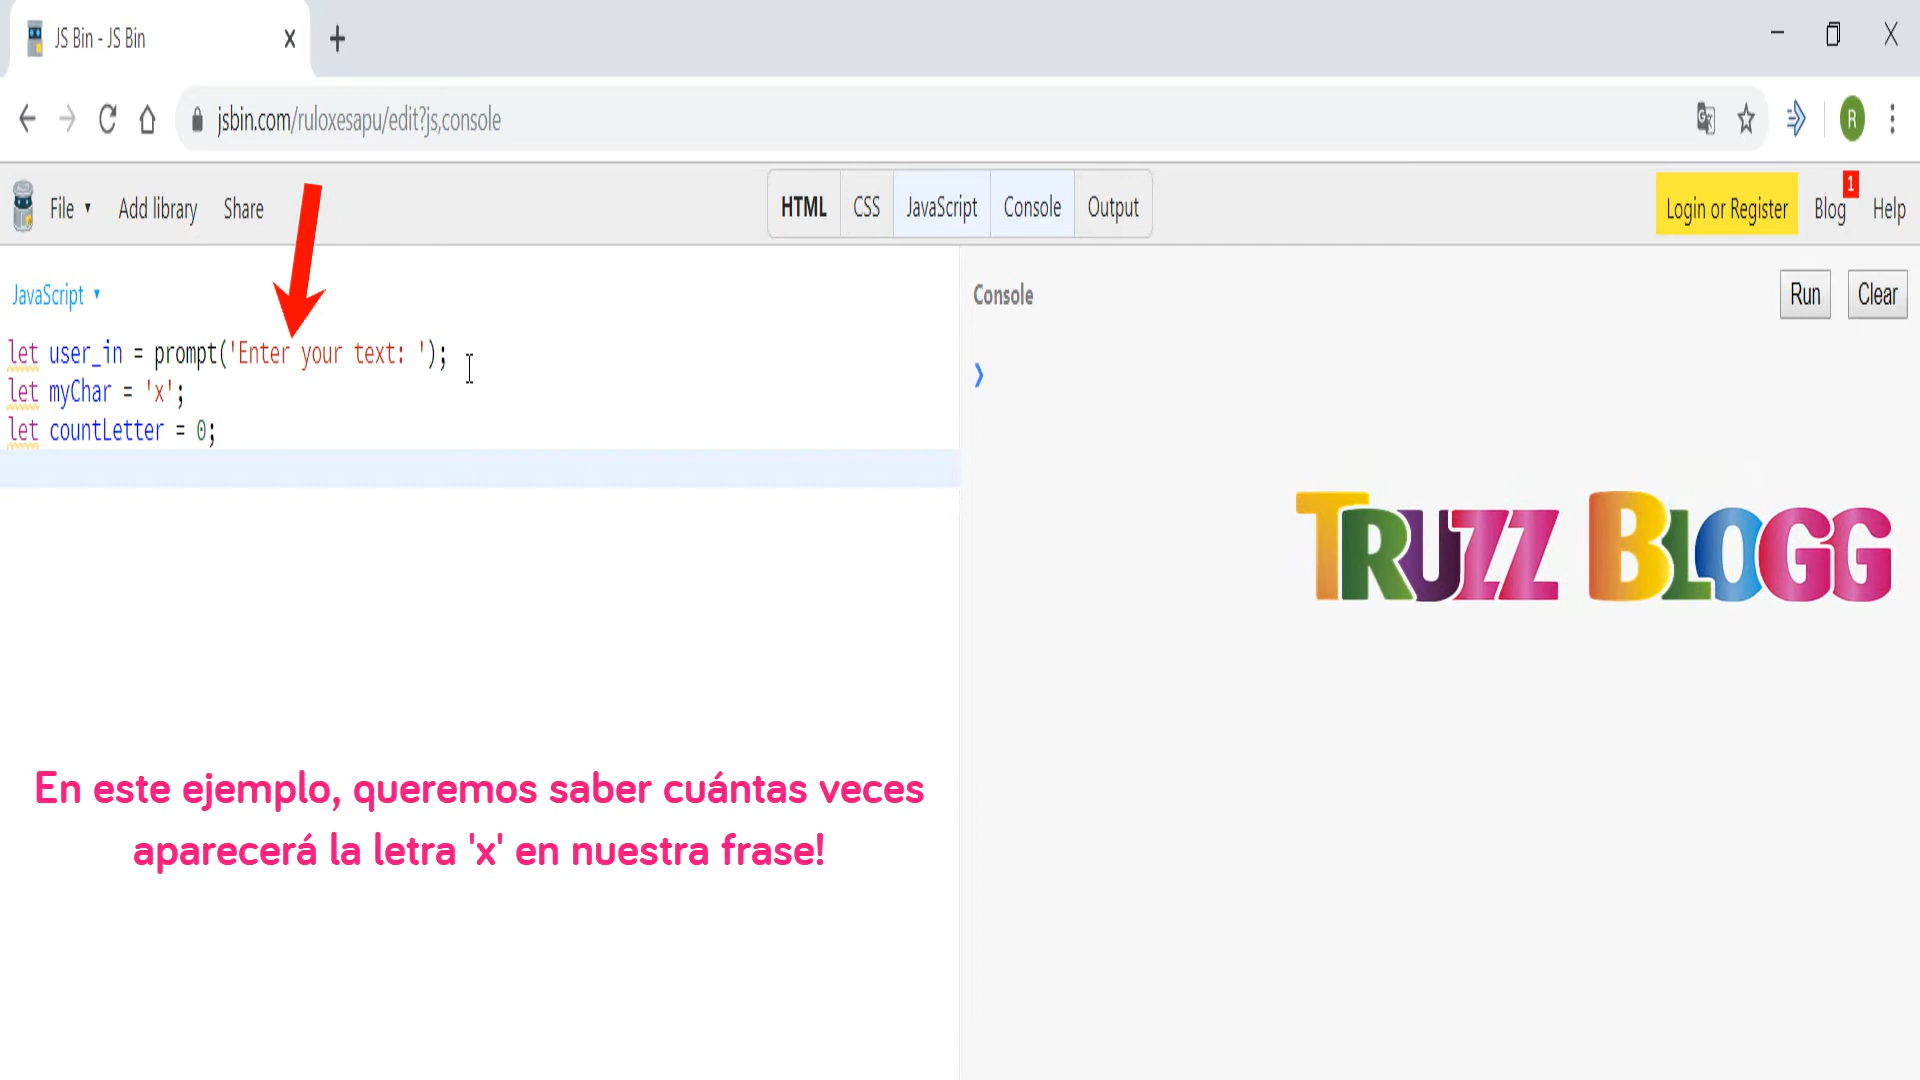 JS Bin - JS Bin
jsbin.com/ruloxesapu/edit?js,console
R
File Add library Share
HTML CSS JavaScript Console Output
Login or Register Blog 1 Help
JavaScript
Console
Run Clear
let user_in = prompt('Enter your text: ');
let myChar = 'x';
let countLetter = 0;
TRUZZ BLOGG
En este ejemplo, queremos saber cuántas veces
aparecerá la letra 'x' en nuestra frase!